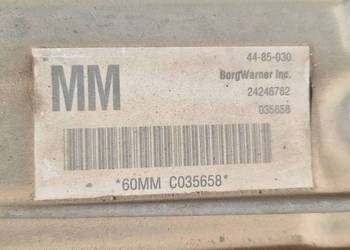 44-85-030
MM
BorgWarner Inc.
24246762
035658
*60MM C035658*